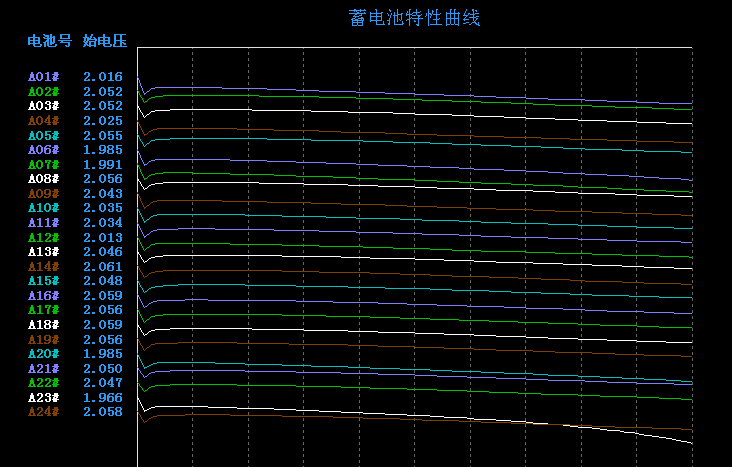 蓄电池特性曲线
电池号 始电压
A01# 2.016
A02# 2.052
A03# 2.052
A04# 2.025
A05# 2.055
A06# 1.985
A07# 1.991
A08# 2.056
A09# 2.043
A10# 2.035
A11# 2.034
A12# 2.013
A13# 2.046
A14# 2.061
A15# 2.048
A16# 2.059
A17# 2.056
A18# 2.059
A19# 2.056
A20# 1.985
A21# 2.050
A22# 2.047
A23# 1.966
A24# 2.058